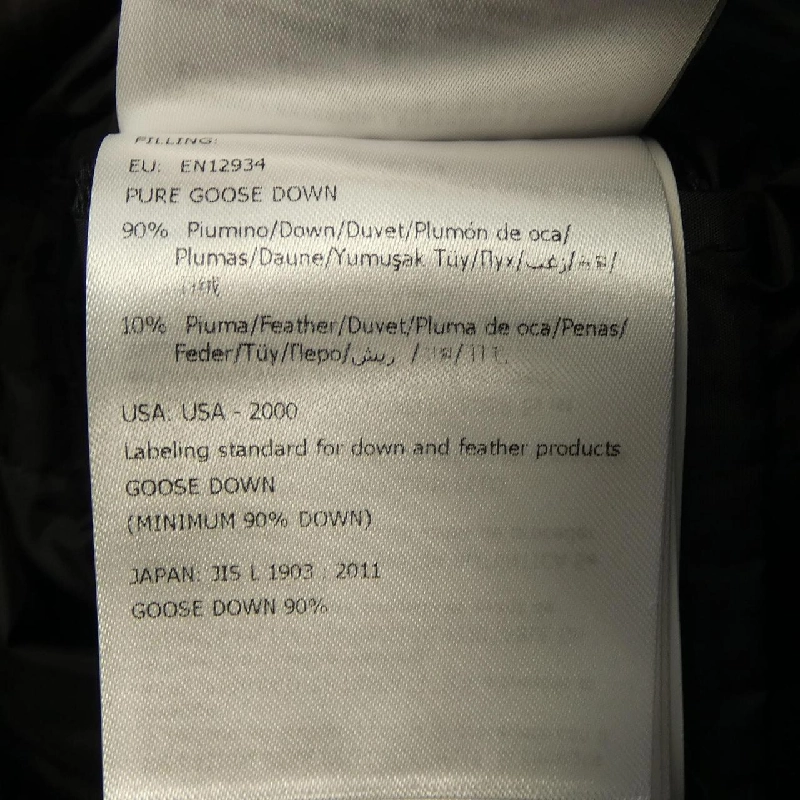 FILLING:
EU: EN12934
PURE GOOSE DOWN
90% Piumino/Down/Duvet/Plumón de oca/
Plumas/Daune/Yumuşak Tüy/Пух/زغب/
10% Piuma/Feather/Duvet/Pluma de oca/Penas/
Feder/Tüy/Перо/ريش /
USA: USA - 2000
Labeling standard for down and feather products
GOOSE DOWN
(MINIMUM 90% DOWN)
JAPAN: JIS L 1903 : 2011
GOOSE DOWN 90%